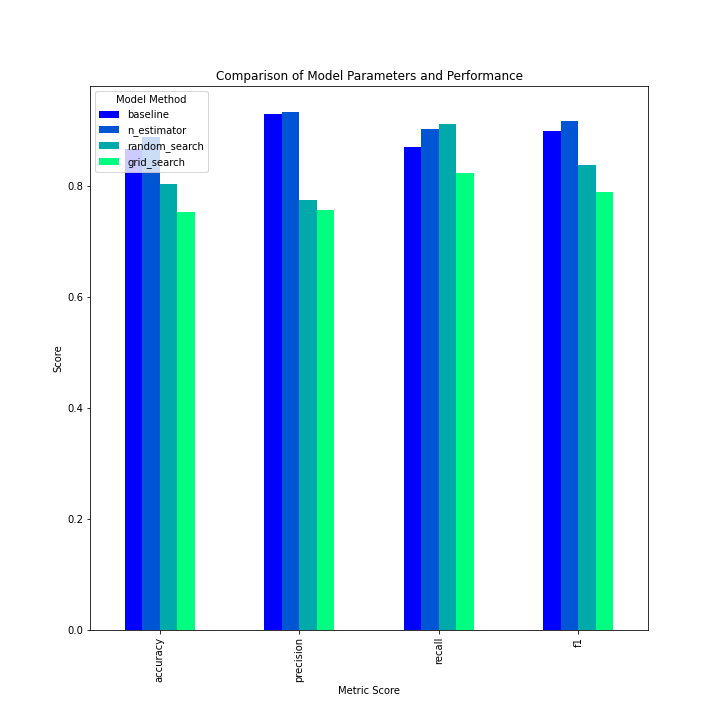 Comparison of Model Parameters and Performance
Model Method
baseline
n_estimator
random_search
grid_search
Score
0.8
0.6
0.4
0.2
0.0
accuracy
precision
recall
f1
Metric Score